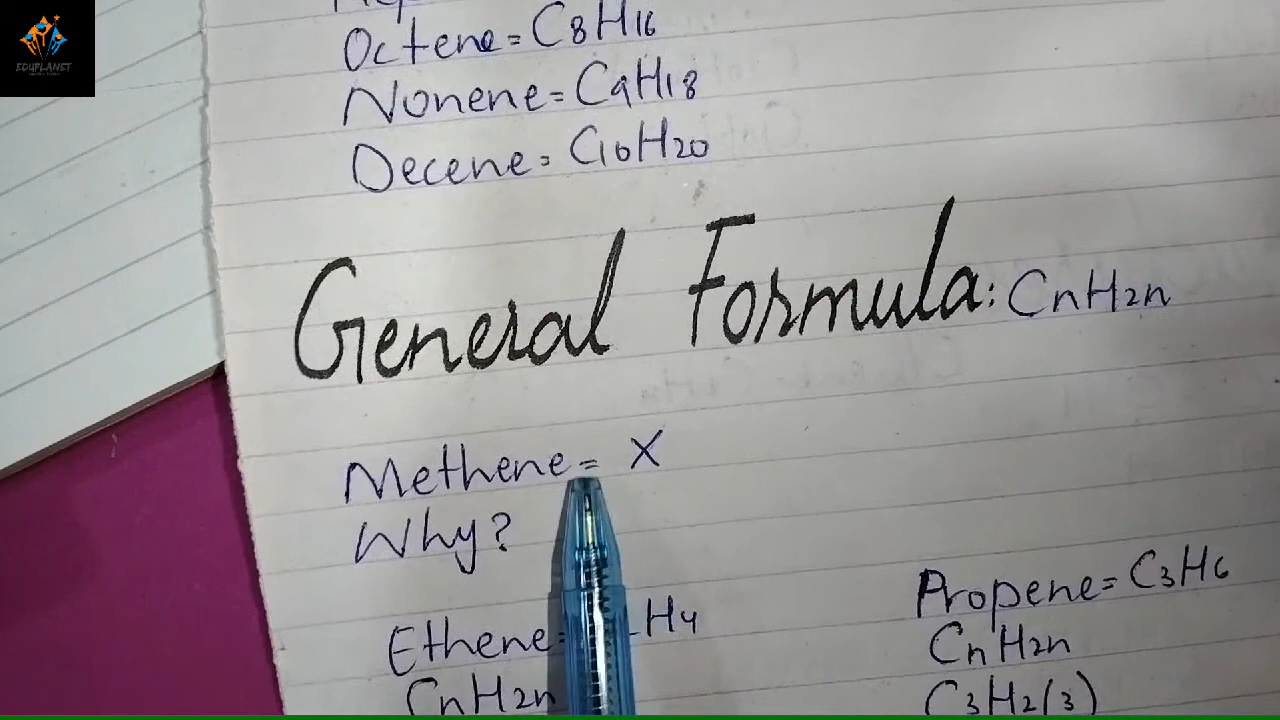 EDUPLANET
Octene = C8H16
Nonene = C9H18
Decene = C10H20
General Formula: CnH2n
Methene = X
Why?
Propene = C3H6
Ethene = H4
CnH2n
CnH2n
C3H2(3)